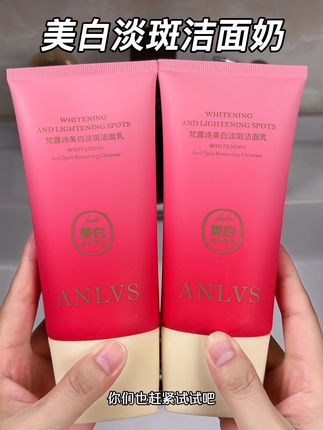 美白淡斑洁面奶
WHITENING
AND LIGHTENING SPOTS
梵露诗美白淡斑洁面乳
WHITENING
And Spot Removing Cleanser
美白
ANLVS
WHITENING
AND LIGHTENING SPOTS
梵露诗美白淡斑洁面乳
WHITENING
And Spot Removing Cleanser
美白
ANLVS
你们也赶紧试试吧